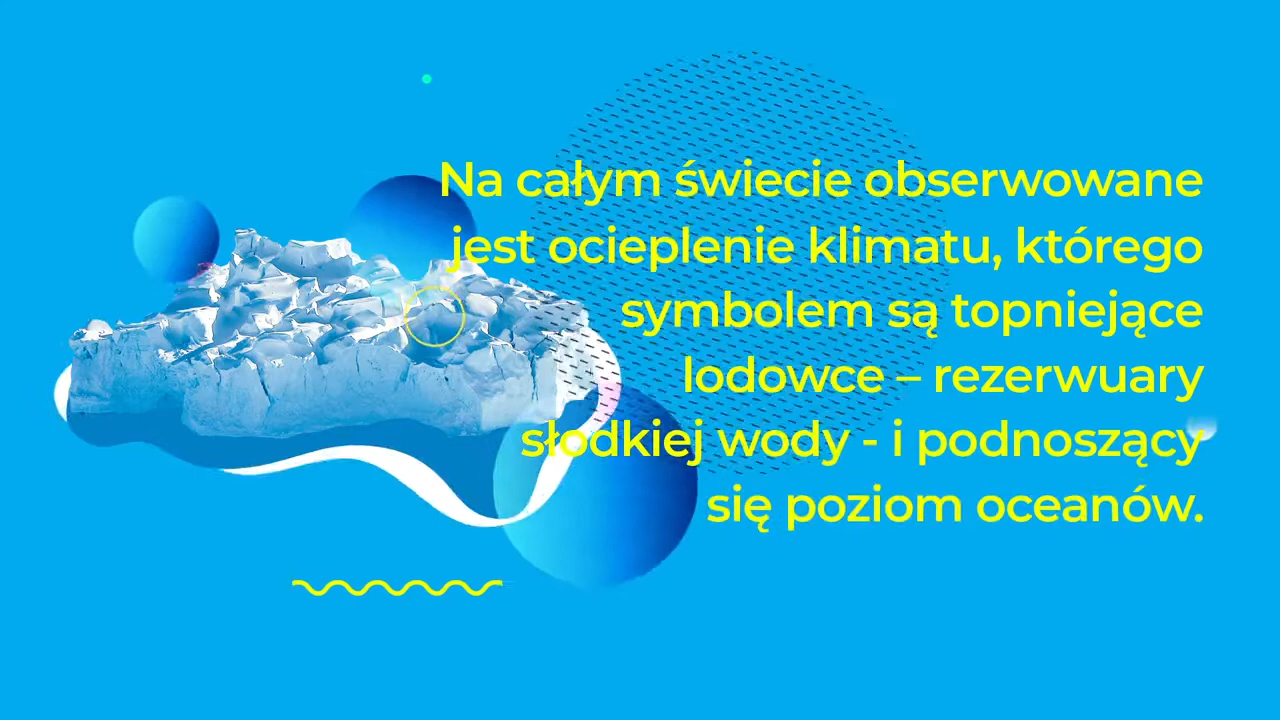 Na całym świecie obserwowane
jest ocieplenie klimatu, którego
symbolem są topniejące
lodowce – rezerwuary
słodkiej wody - i podnoszący
się poziom oceanów.